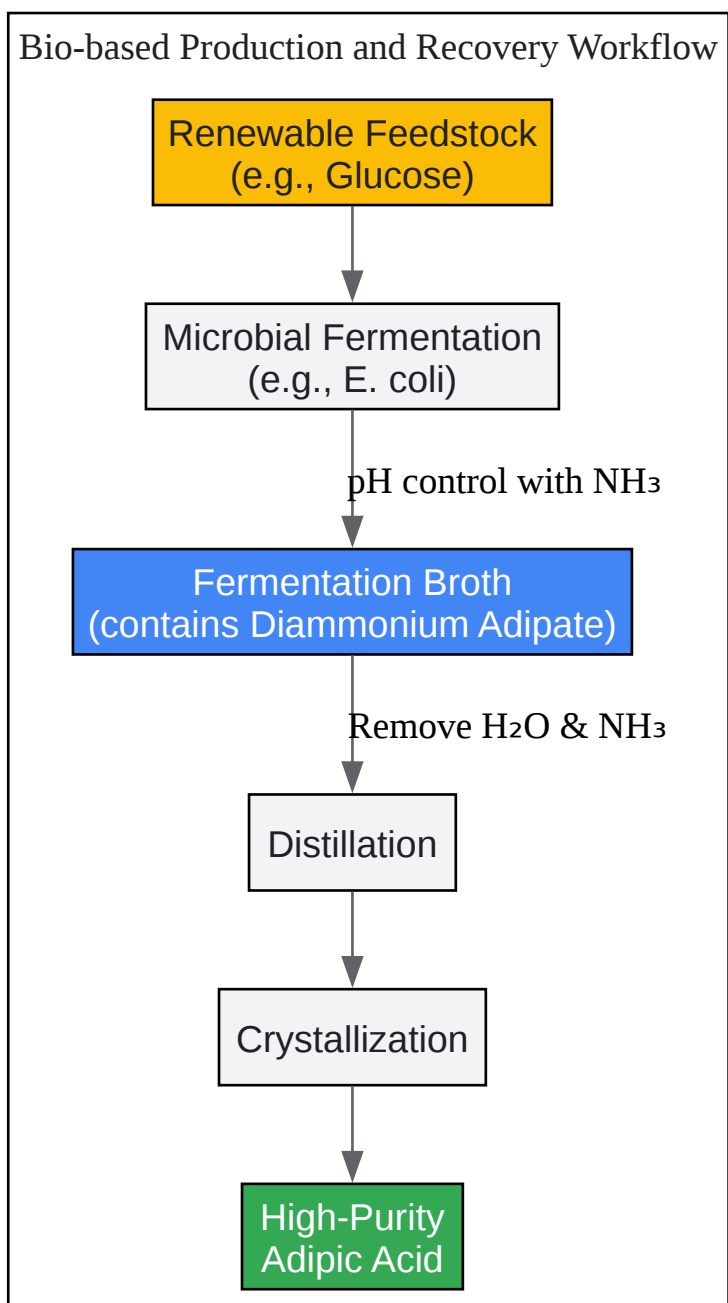 Bio-based Production and Recovery Workflow
Renewable Feedstock
(e.g., Glucose)
Microbial Fermentation
(e.g., E. coli)
pH control with NH₃
Fermentation Broth
(contains Diammonium Adipate)
Remove H₂O & NH₃
Distillation
Crystallization
High-Purity
Adipic Acid